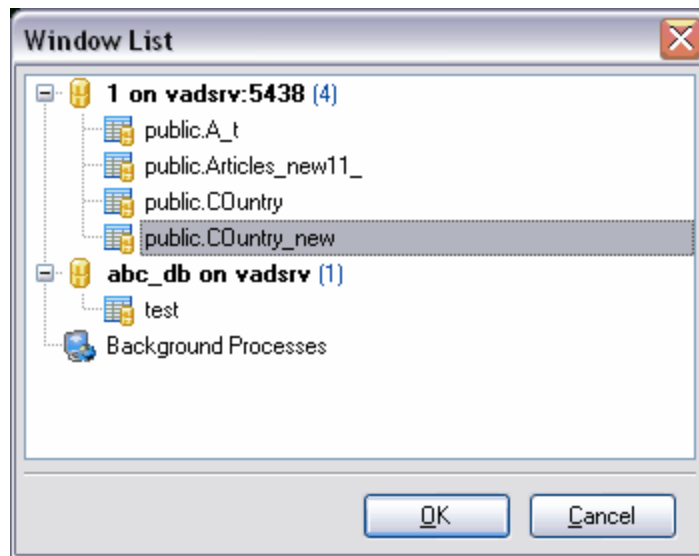 Window List
1 on vadsrv:5438 (4)
public.A_t
public.Articles_new11_
public.COuntry
public.COuntry_new
abc_db on vadsrv (1)
test
Background Processes
OK Cancel